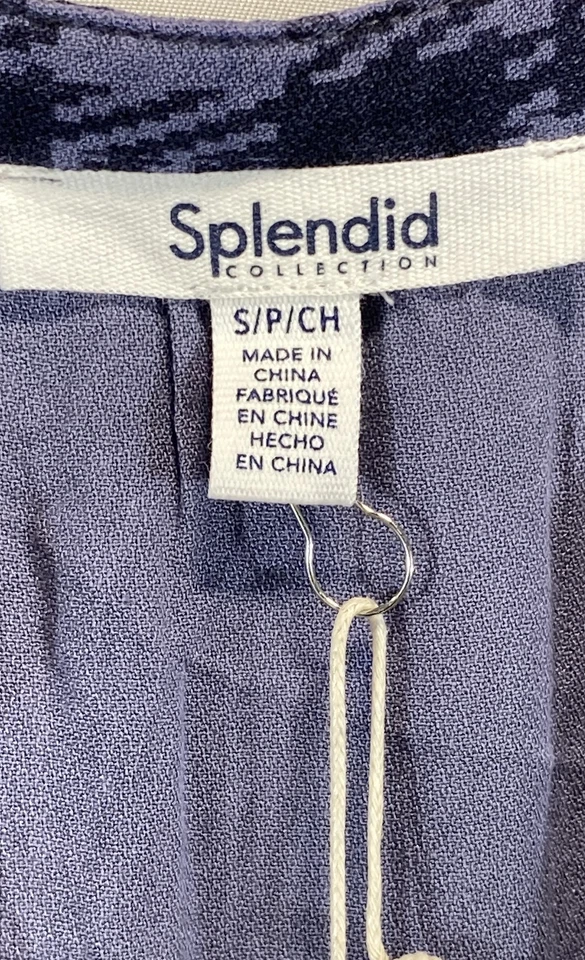 Splendid
COLLECTION
S/P/CH
MADE IN
CHINA
FABRIQUÉ
EN CHINE
HECHO
EN CHINA